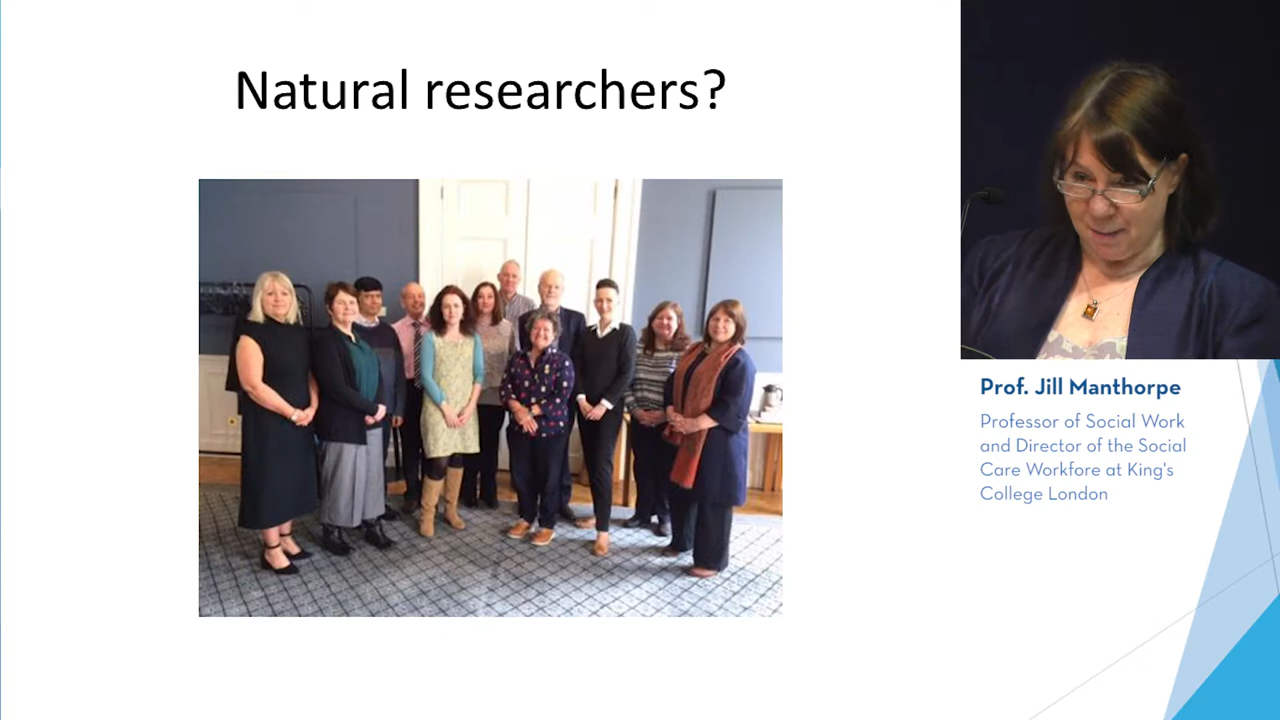 Natural researchers?
Prof. Jill Manthorpe
Professor of Social Work
and Director of the Social
Care Workfore at King's
College London